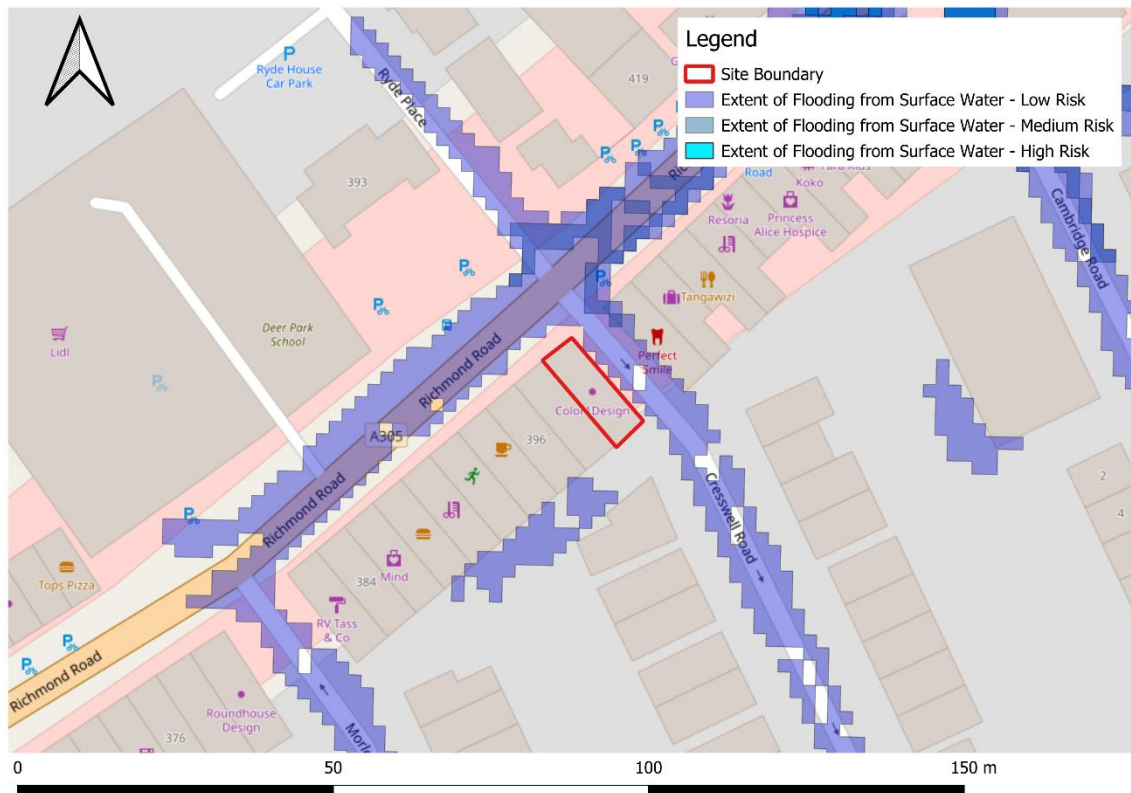 Legend
Site Boundary
Extent of Flooding from Surface Water - Low Risk
Extent of Flooding from Surface Water - Medium Risk
Extent of Flooding from Surface Water - High Risk
P
Ryde House
Car Park
Ryde Place
419
393
Road
Koko
Resoria
Princess
Alice Hospice
Cambridge Road
Tangawizi
Deer Park
School
Lidl
Richmond Road
Perfect
Smile
Color1Design
A305
396
Richmond Road
Cresswell Road
2
4
Tops Pizza
Mind
384
RV Tass
& Co
Richmond Road
Roundhouse
Design
376
0
50
100
150 m